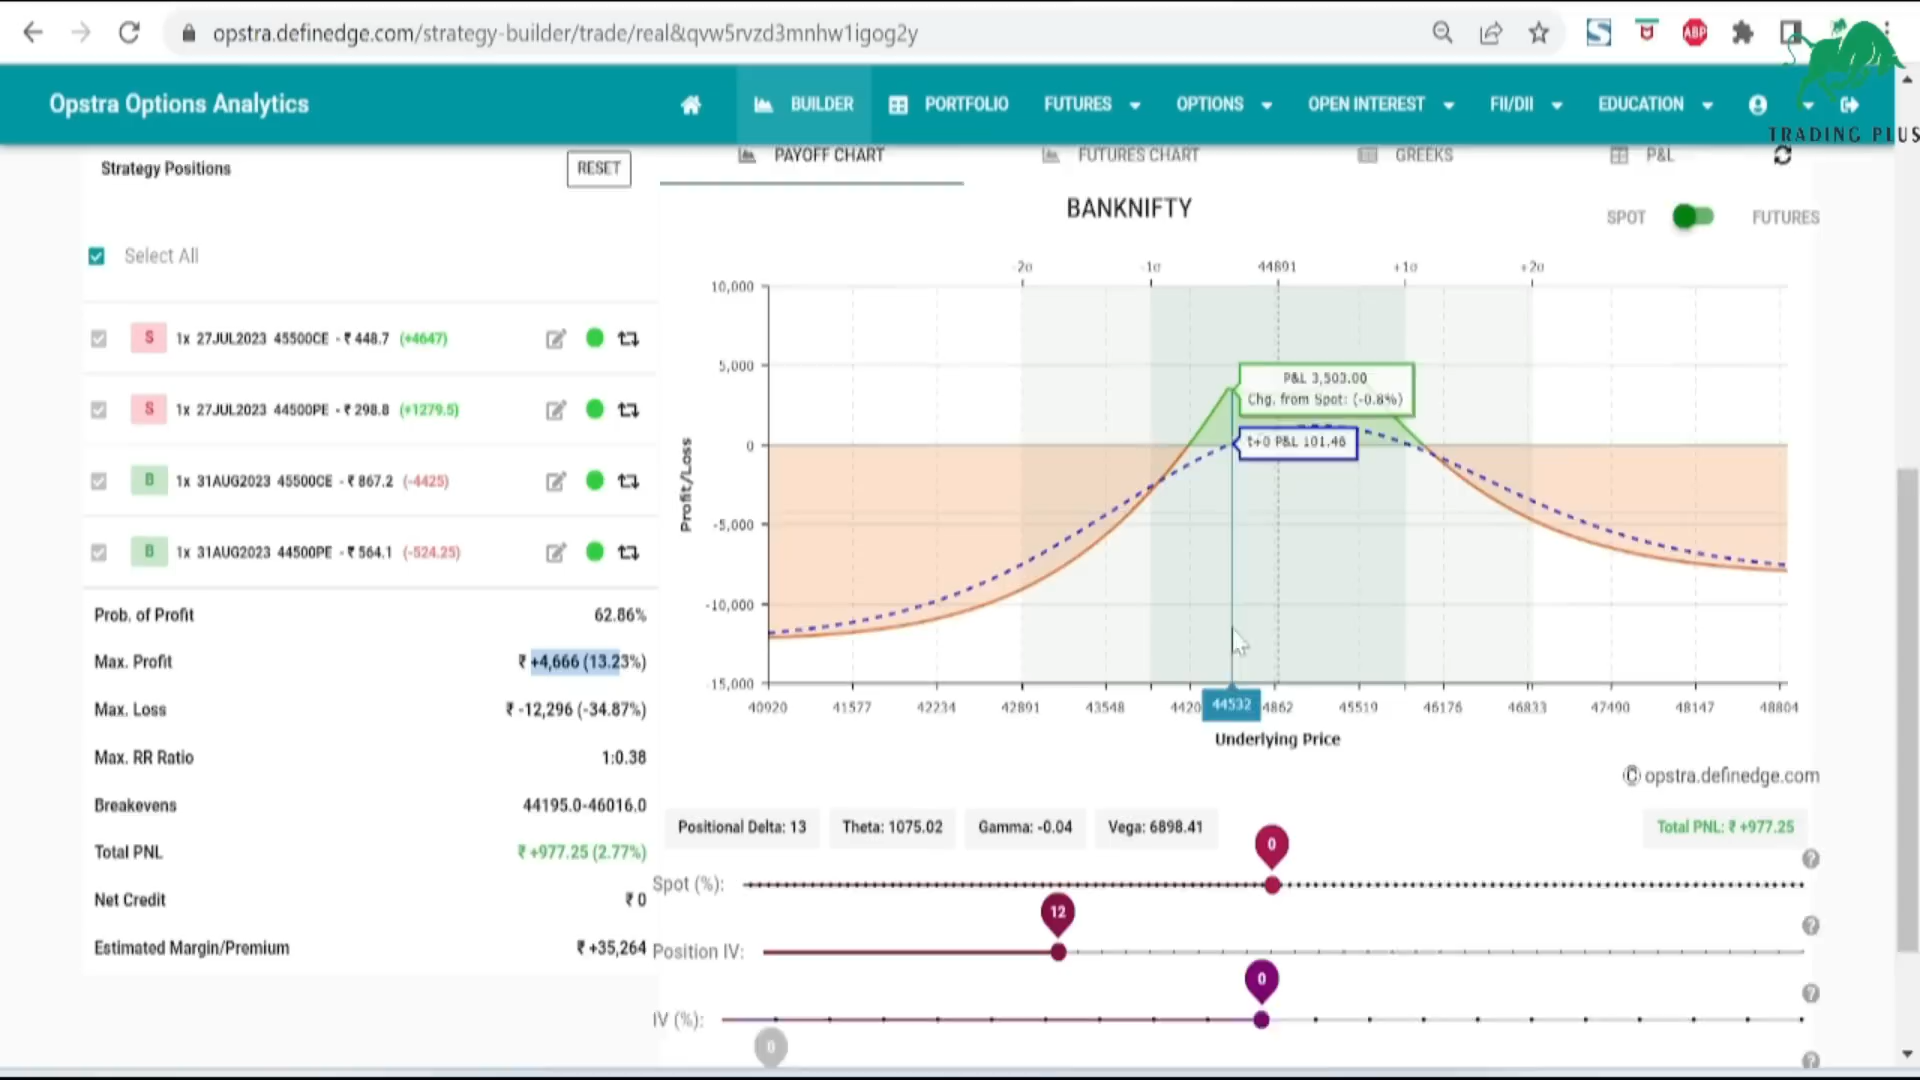 opstra.definedge.com/strategy-builder/trade/real&qvw5rvzd3mnhw1igog2y
ABP
Opstra Options Analytics
BUILDER
PORTFOLIO
FUTURES
OPTIONS
OPEN INTEREST
FII/DII
EDUCATION
TRADING PLUS
Strategy Positions
RESET
PAYOFF CHART
FUTURES CHART
GREEKS
P&L
BANKNIFTY
SPOT
FUTURES
Select All
S 1x 27JUL2023 45500CE - ₹ 448.7 (+4647)
S 1x 27JUL2023 44500PE - ₹ 298.8 (+1279.5)
B 1x 31AUG2023 45500CE - ₹ 867.2 (-4425)
B 1x 31AUG2023 44500PE - ₹ 564.1 (-524.25)
Prob. of Profit 62.86%
Max. Profit ₹ +4,666 (13.23%)
Max. Loss ₹ -12,296 (-34.87%)
Max. RR Ratio 1:0.38
Breakevens 44195.0-46016.0
Total PNL ₹ +977.25 (2.77%)
Net Credit ₹ 0
Estimated Margin/Premium ₹ +35,264
-2σ -1σ 44891 +1σ +2σ
10,000
5,000
0
-5,000
-10,000
-15,000
Profit/Loss
P&L 3,503.00
Chg. from Spot: (-0.8%)
t+0 P&L 101.46
40920 41577 42234 42891 43548 4420 44532 4862 45519 46176 46833 47490 48147 48804
Underlying Price
© opstra.definedge.com
Positional Delta: 13
Theta: 1075.02
Gamma: -0.04
Vega: 6898.41
Total PNL: ₹ +977.25
0
Spot (%):
12
Position IV:
0
IV (%):
0